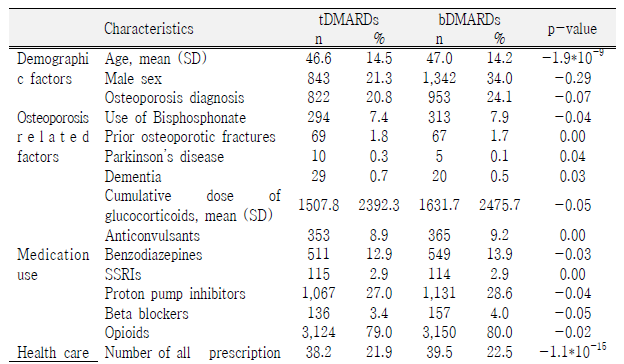 Characteristics tDMARDs bDMARDs p-value
n % n %
Demographi Age, mean (SD) 46.6 14.5 47.0 14.2 -1.9*10⁻⁹
c factors Male sex 843 21.3 1,342 34.0 -0.29
Osteoporosis diagnosis 822 20.8 953 24.1 -0.07
Osteoporosis Use of Bisphosphonate 294 7.4 313 7.9 -0.04
related Prior osteoporotic fractures 69 1.8 67 1.7 0.00
factors Parkinson's disease 10 0.3 5 0.1 0.04
Dementia 29 0.7 20 0.5 0.03
Cumulative dose of
glucocorticoids, mean (SD) 1507.8 2392.3 1631.7 2475.7 -0.05
Anticonvulsants 353 8.9 365 9.2 0.00
Medication Benzodiazepines 511 12.9 549 13.9 -0.03
use SSRIs 115 2.9 114 2.9 0.00
Proton pump inhibitors 1,067 27.0 1,131 28.6 -0.04
Beta blockers 136 3.4 157 4.0 -0.05
Opioids 3,124 79.0 3,150 80.0 -0.02
Health care Number of all prescription 38.2 21.9 39.5 22.5 -1.1*10⁻¹⁵